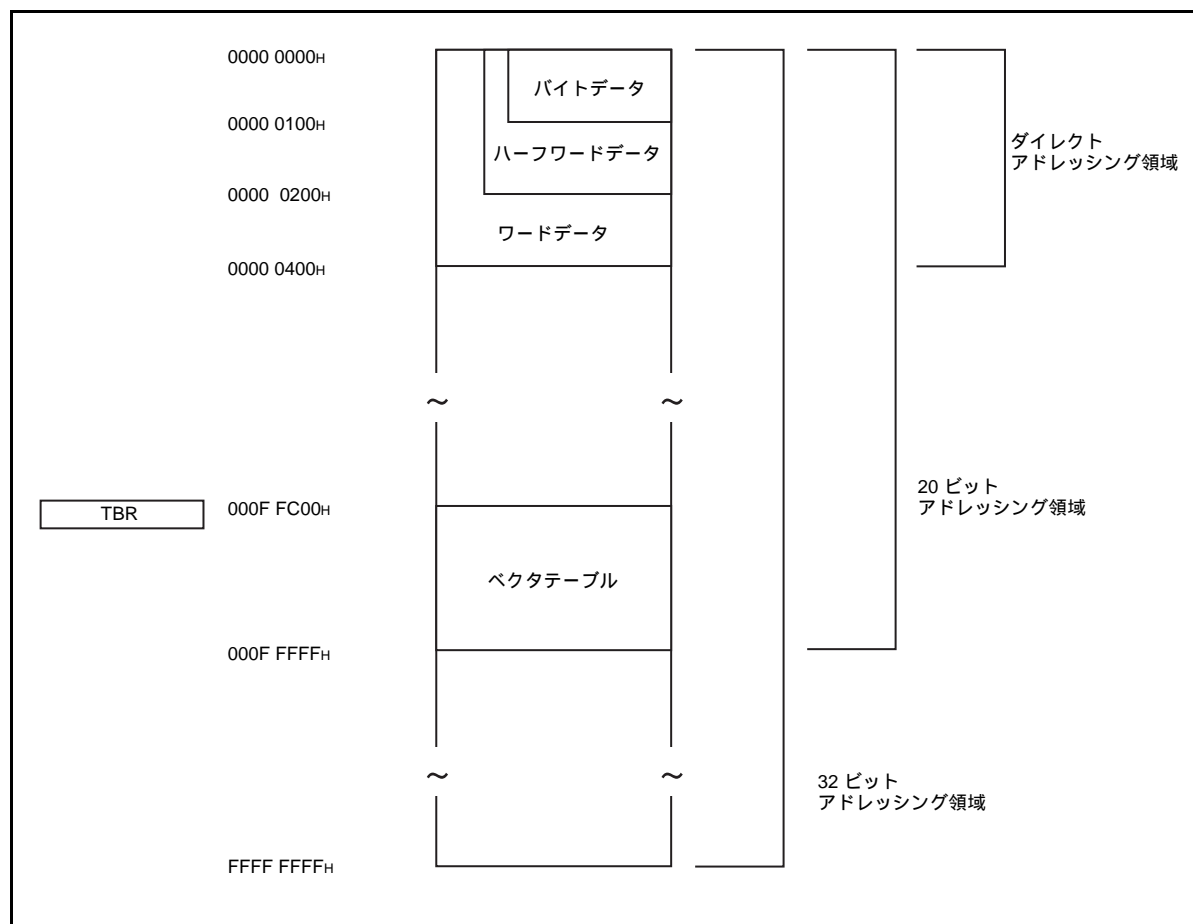 0000 0000H
バイトデータ
0000 0100H
ハーフワードデータ
0000 0200H
ワードデータ
0000 0400H
ダイレクト
アドレッシング領域
~ ~
TBR
000F FC00H
ベクタテーブル
000F FFFFH
20 ビット
アドレッシング領域
~ ~
32 ビット
アドレッシング領域
FFFF FFFFH